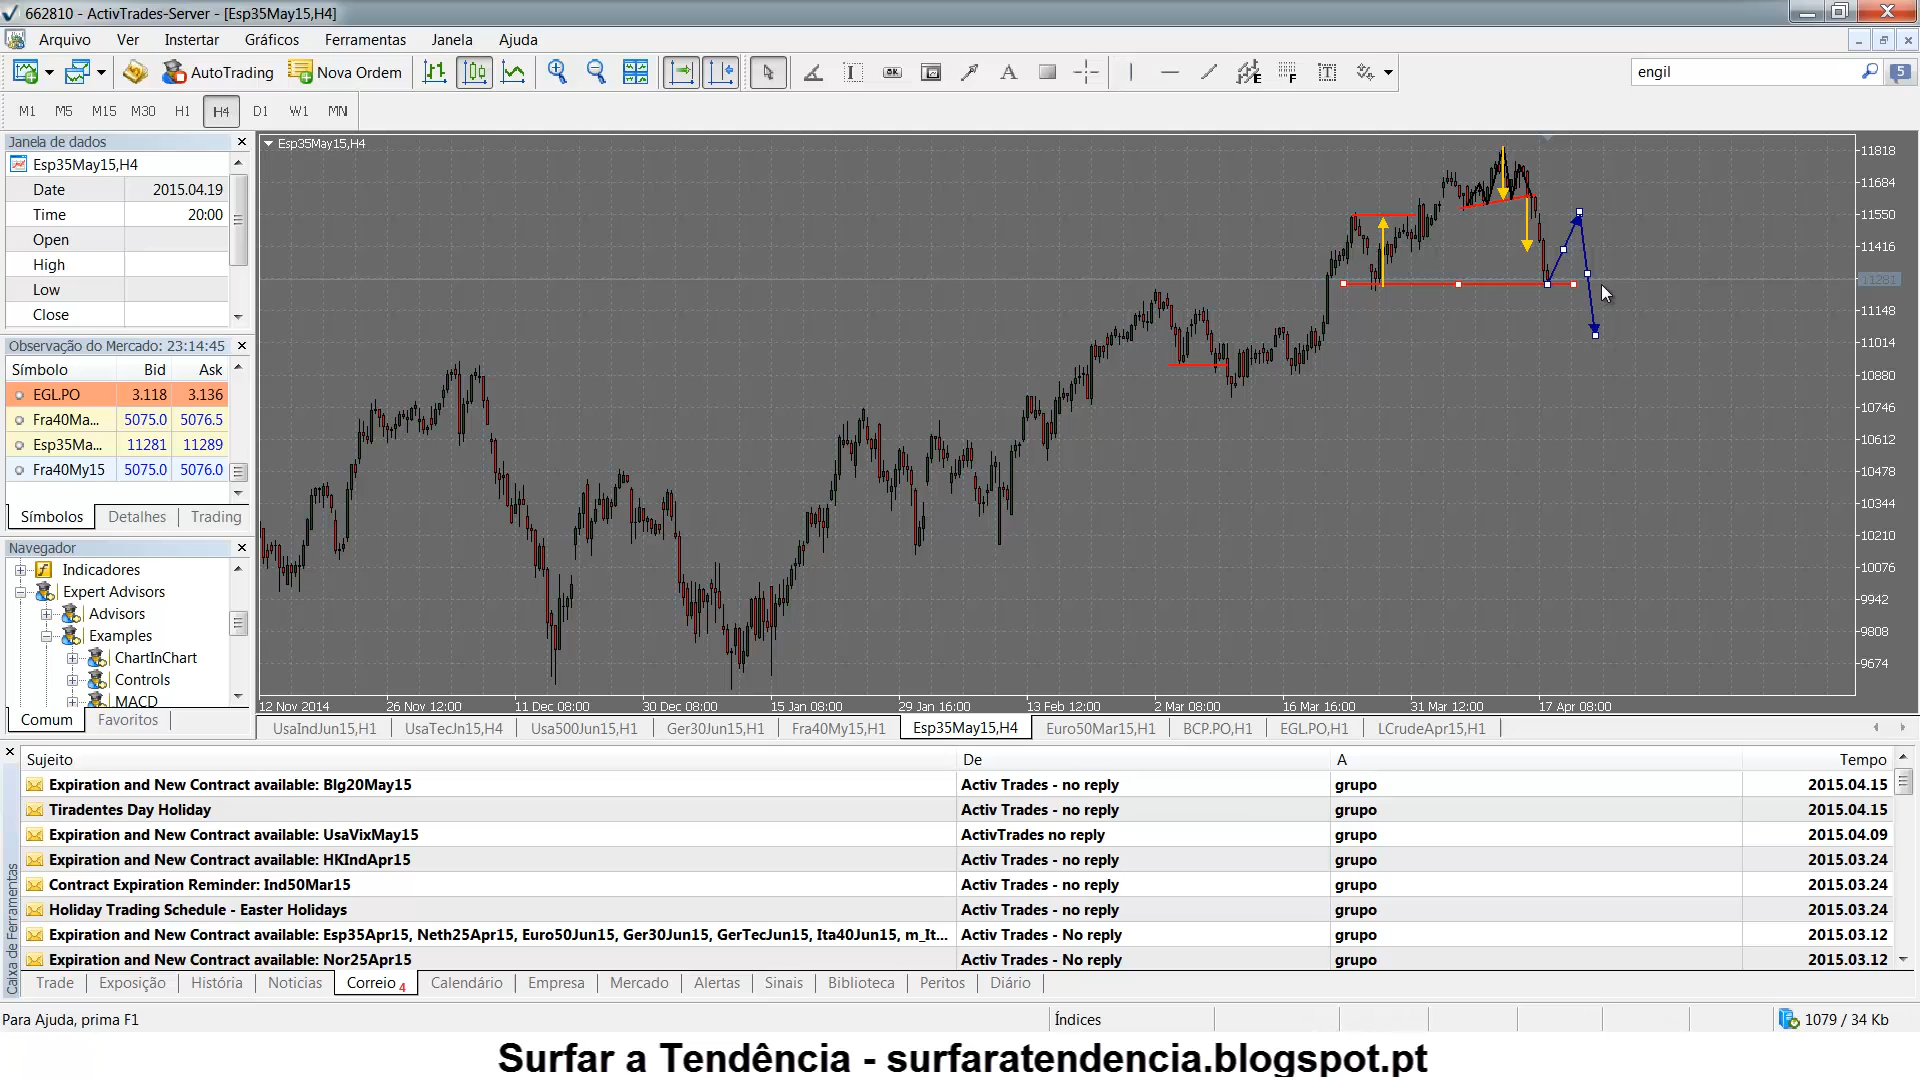 662810 - ActivTrades-Server - [Esp35May15,H4]
Arquivo Ver Instertar Gráficos Ferramentas Janela Ajuda
AutoTrading Nova Ordem engil 5
M1 M5 M15 M30 H1 H4 D1 W1 MN
Janela de dados
Esp35May15,H4
Date 2015.04.19
Time 20:00
Open
High
Low
Close
Observação do Mercado: 23:14:45
Símbolo Bid Ask
EGL.PO 3.118 3.136
Fra40Ma... 5075.0 5076.5
Esp35Ma... 11281 11289
Fra40My15 5075.0 5076.0
Símbolos Detalhes Trading
Navegador
Indicadores
Expert Advisors
Advisors
Examples
ChartInChart
Controls
MACD
Comum Favoritos
Esp35May15,H4
11818
11684
11550
11416
11281
11148
11014
10880
10746
10612
10478
10344
10210
10076
9942
9808
9674
12 Nov 2014 26 Nov 12:00 11 Dec 08:00 30 Dec 08:00 15 Jan 08:00 29 Jan 16:00 13 Feb 12:00 2 Mar 08:00 16 Mar 16:00 31 Mar 12:00 17 Apr 08:00
UsaIndJun15,H1 UsaTecJn15,H4 Usa500Jun15,H1 Ger30Jun15,H1 Fra40My15,H1 Esp35May15,H4 Euro50Mar15,H1 BCP.PO,H1 EGL.PO,H1 LCrudeApr15,H1
Sujeito De A Tempo
Expiration and New Contract available: Blg20May15 Activ Trades - no reply grupo 2015.04.15
Tiradentes Day Holiday Activ Trades - no reply grupo 2015.04.15
Expiration and New Contract available: UsaVixMay15 ActivTrades no reply grupo 2015.04.09
Expiration and New Contract available: HKIndApr15 Activ Trades - no reply grupo 2015.03.24
Contract Expiration Reminder: Ind50Mar15 Activ Trades - no reply grupo 2015.03.24
Holiday Trading Schedule - Easter Holidays Activ Trades - no reply grupo 2015.03.24
Expiration and New Contract available: Esp35Apr15, Neth25Apr15, Euro50Jun15, Ger30Jun15, GerTecJun15, Ita40Jun15, m_It... Activ Trades - No reply grupo 2015.03.12
Expiration and New Contract available: Nor25Apr15 Activ Trades - No reply grupo 2015.03.12
Caixa de Ferramentas
Trade Exposição História Noticias Correio 4 Calendário Empresa Mercado Alertas Sinais Biblioteca Peritos Diário
Para Ajuda, prima F1 Índices 1079 / 34 Kb
Surfar a Tendência - surfaratendencia.blogspot.pt